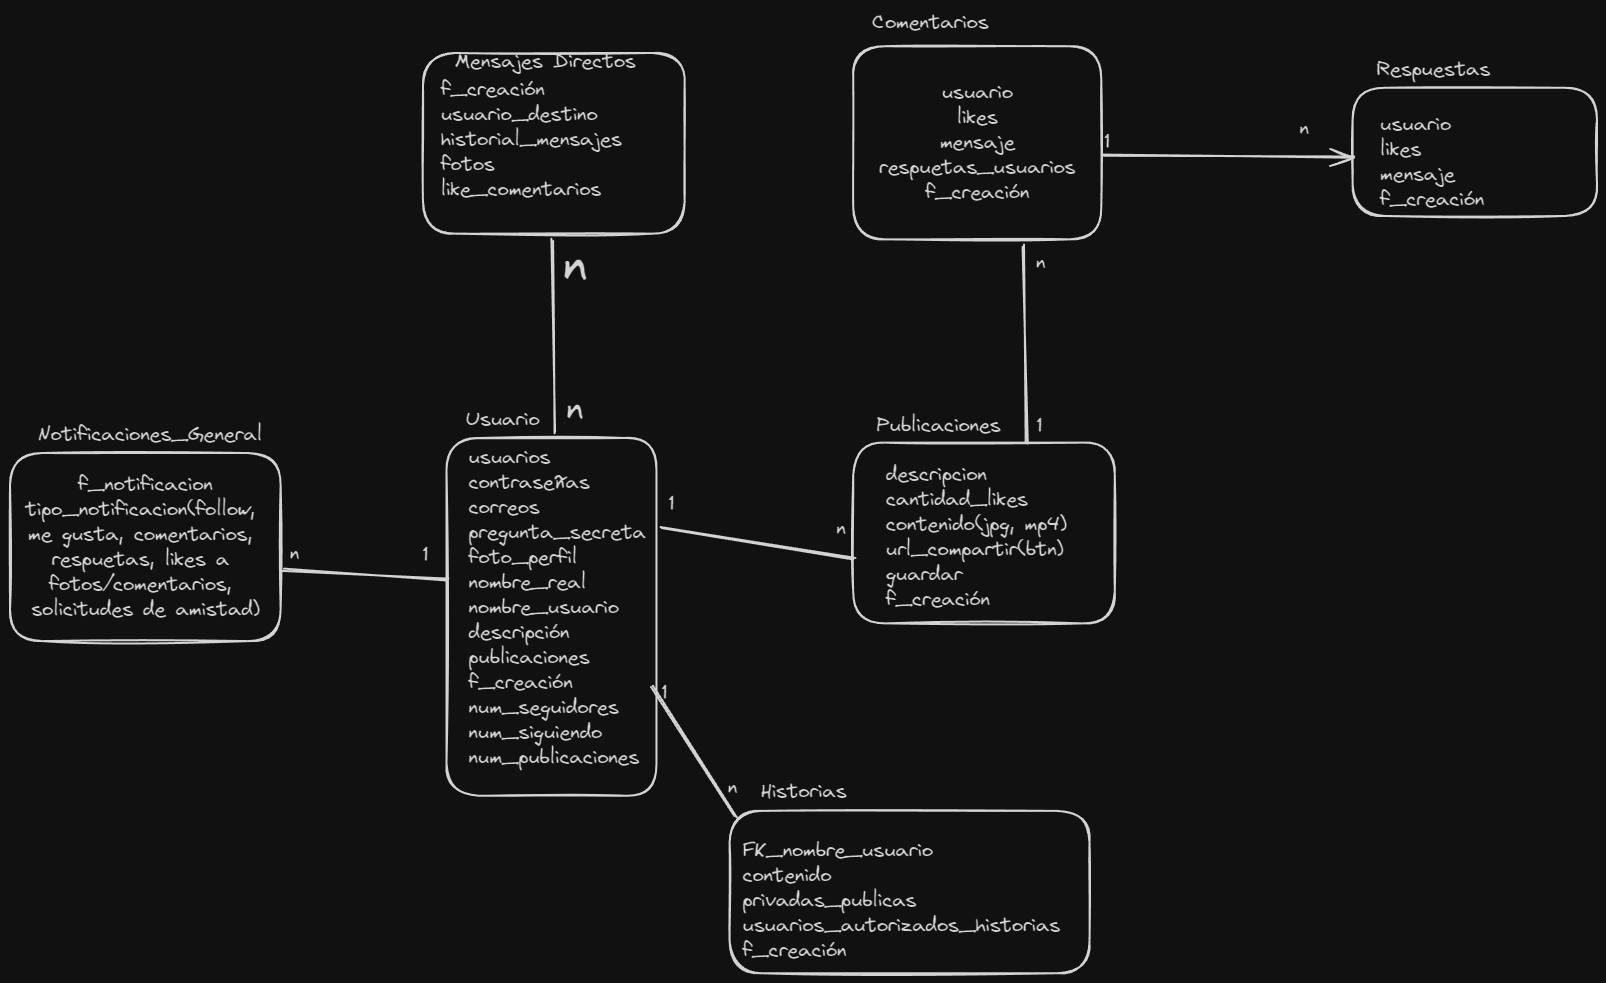 Comentarios
usuario
likes
mensaje
respuetas_usuarios
f_creación
1
n
Respuestas
usuario
likes
mensaje
f_creación
Mensajes Directos
f_creación
usuario_destino
historial_mensajes
fotos
like_comentarios
n
n
n
1
Notificaciones_General
f_notificacion
tipo_notificacion(follow,
me gusta, comentarios,
respuetas, likes a
fotos/comentarios,
solicitudes de amistad)
n
1
Usuario
usuarios
contraseñas
correos
pregunta_secreta
foto_perfil
nombre_real
nombre_usuario
descripción
publicaciones
f_creación
num_seguidores
num_siguiendo
num_publicaciones
1
n
Publicaciones
descripcion
cantidad_likes
contenido(jpg, mp4)
url_compartir(btn)
guardar
f_creación
1
n
Historias
FK_nombre_usuario
contenido
privadas_publicas
usuarios_autorizados_historias
f_creación